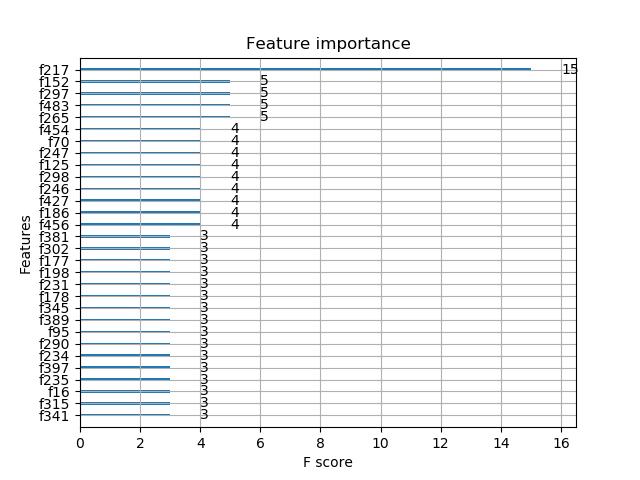 Feature importance
f217 15
f152 5
f297 5
f483 5
f265 5
f454 4
f70 4
f247 4
f125 4
f298 4
f246 4
f427 4
f186 4
f456 4
f381 3
f302 3
f177 3
f198 3
f231 3
f178 3
f345 3
f389 3
f95 3
f290 3
f234 3
f397 3
f235 3
f16 3
f315 3
f341 3
Features
0 2 4 6 8 10 12 14 16
F score